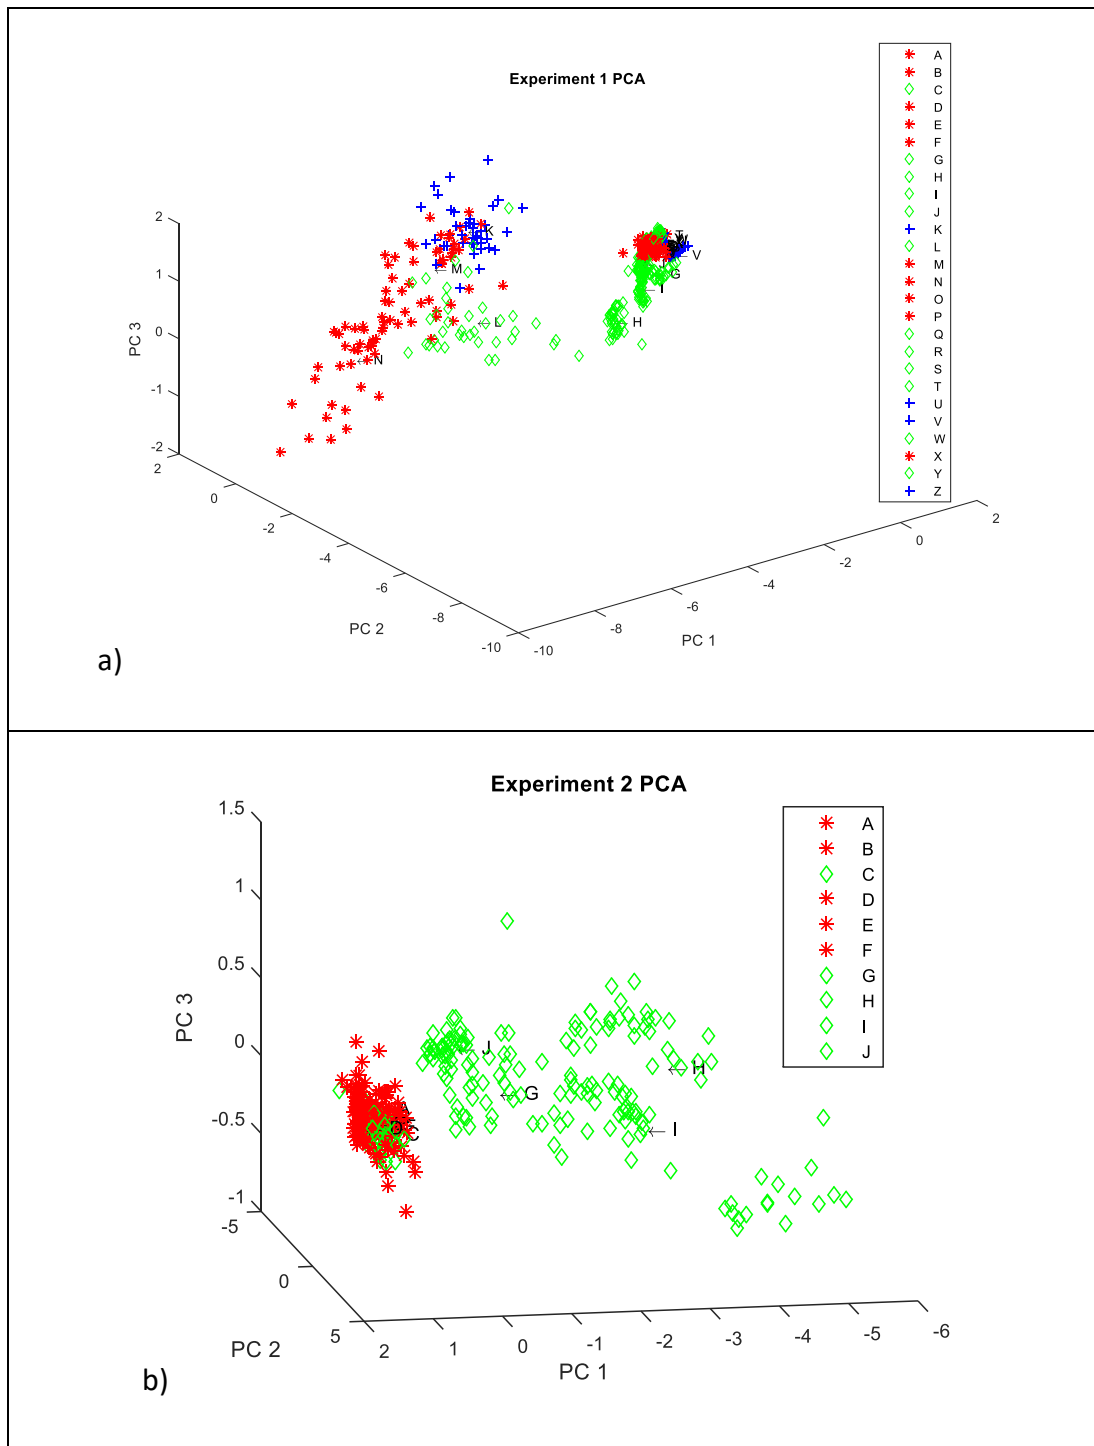 Experiment 1 PCA
A
B
C
D
E
F
G
H
I
J
K
L
M
N
O
P
Q
R
S
T
U
V
W
X
Y
Z
PC 3
2
1
0
-1
-2
PC 2
2
0
-2
-4
-6
-8
-10
PC 1
-10
-8
-6
-4
-2
0
2
←K
←M
←L
←N
T
←V
G
←I
←H
a)
Experiment 2 PCA
A
B
C
D
E
F
G
H
I
J
PC 3
1.5
1
0.5
0
-0.5
-1
PC 2
-5
0
5
PC 1
2
1
0
-1
-2
-3
-4
-5
-6
←J
←G
←H
←I
A
D
C
b)